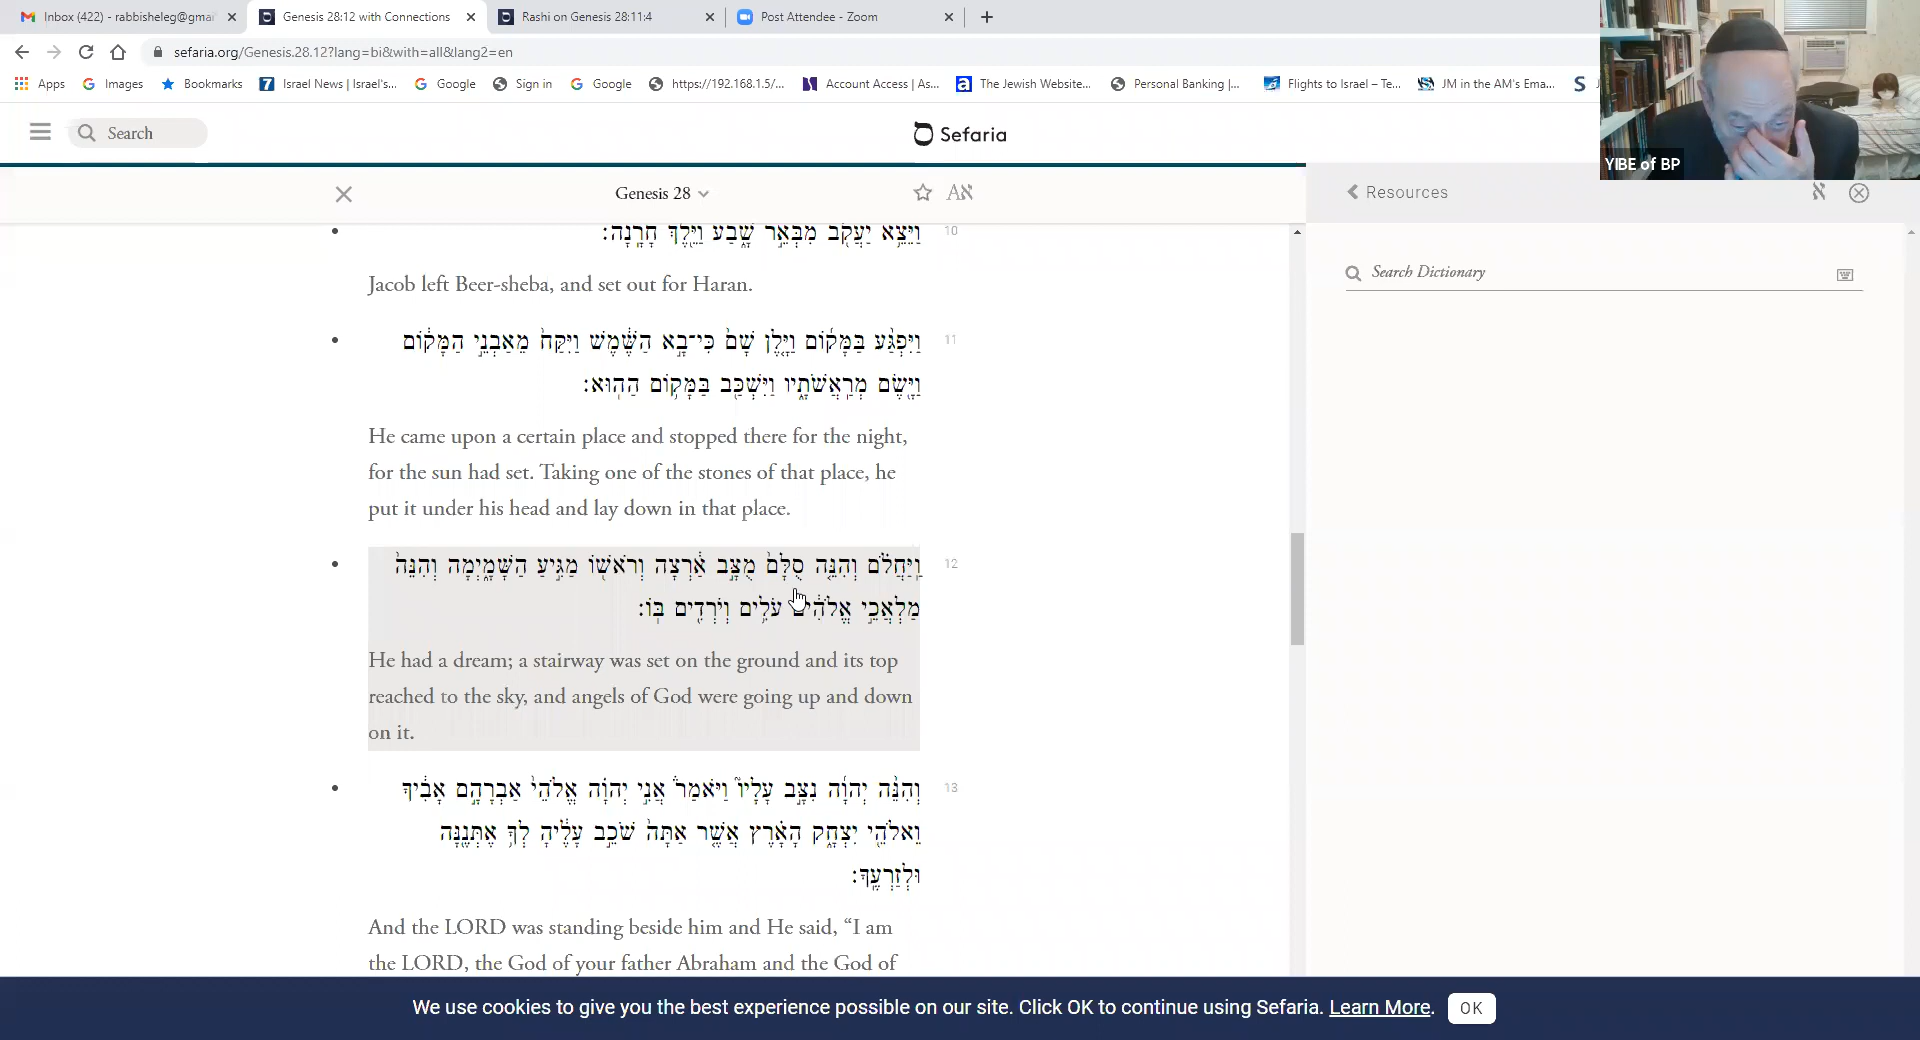 Inbox (422) - rabbisheleg@gmai
Genesis 28:12 with Connections
Rashi on Genesis 28:11:4
Post Attendee - Zoom
sefaria.org/Genesis.28.12?lang=bi&with=all&lang2=en
Apps
Images
Bookmarks
Israel News | Israel's...
Google
Sign in
Google
https://192.168.1.5/...
Account Access | As...
The Jewish Website...
Personal Banking |...
Flights to Israel – Te...
JM in the AM's Ema...
YIBE of BP
Search
Sefaria
Genesis 28
Resources
Search Dictionary
10
וַיֵּצֵ֥א יַעֲקֹ֖ב מִבְּאֵ֣ר שָׁ֑בַע וַיֵּ֖לֶךְ חָרָֽנָה׃
Jacob left Beer-sheba, and set out for Haran.
11
וַיִּפְגַּ֨ע בַּמָּק֜וֹם וַיָּ֤לֶן שָׁם֙ כִּי־בָ֣א הַשֶּׁ֔מֶשׁ וַיִּקַּח֙ מֵאַבְנֵ֣י הַמָּק֔וֹם
וַיָּ֖שֶׂם מְרַֽאֲשֹׁתָ֑יו וַיִּשְׁכַּ֖ב בַּמָּק֥וֹם הַהֽוּא׃
He came upon a certain place and stopped there for the night,
for the sun had set. Taking one of the stones of that place, he
put it under his head and lay down in that place.
12
וַֽיַּחֲלֹ֗ם וְהִנֵּ֤ה סֻלָּם֙ מֻצָּ֣ב אַ֔רְצָה וְרֹאשׁ֖וֹ מַגִּ֣יעַ הַשָּׁמָ֑יְמָה וְהִנֵּה֙
מַלְאֲכֵ֣י אֱלֹהִ֔ים עֹלִ֥ים וְיֹרְדִ֖ים בּֽוֹ׃
He had a dream; a stairway was set on the ground and its top
reached to the sky, and angels of God were going up and down
on it.
13
וְהִנֵּ֨ה יְהֹוָ֜ה נִצָּ֣ב עָלָיו֮ וַיֹּאמַר֒ אֲנִ֣י יְהֹוָ֗ה אֱלֹהֵי֙ אַבְרָהָ֣ם אָבִ֔יךָ
וֵאלֹהֵ֖י יִצְחָ֑ק הָאָ֗רֶץ אֲשֶׁ֤ר אַתָּה֙ שֹׁכֵ֣ב עָלֶ֔יהָ לְךָ֥ אֶתְּנֶ֖נָּה
וּלְזַרְעֶֽךָ׃
And the LORD was standing beside him and He said, “I am
the LORD, the God of your father Abraham and the God of
We use cookies to give you the best experience possible on our site. Click OK to continue using Sefaria. Learn More.
OK